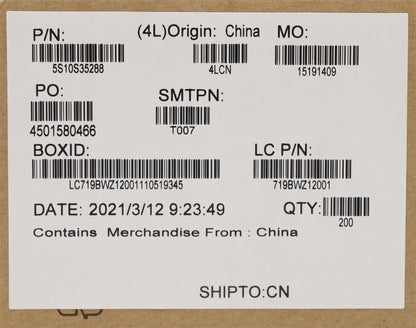 P/N: (4L)Origin: China MO:
5S10S35288 4LCN 15191409
PO: SMTPN:
4501580466 T007
BOXID: LC P/N:
LC719BWZ12001110519345 719BWZ12001
DATE: 2021/3/12 9:23:49 QTY:
200
Contains Merchandise From : China
SHIPTO:CN